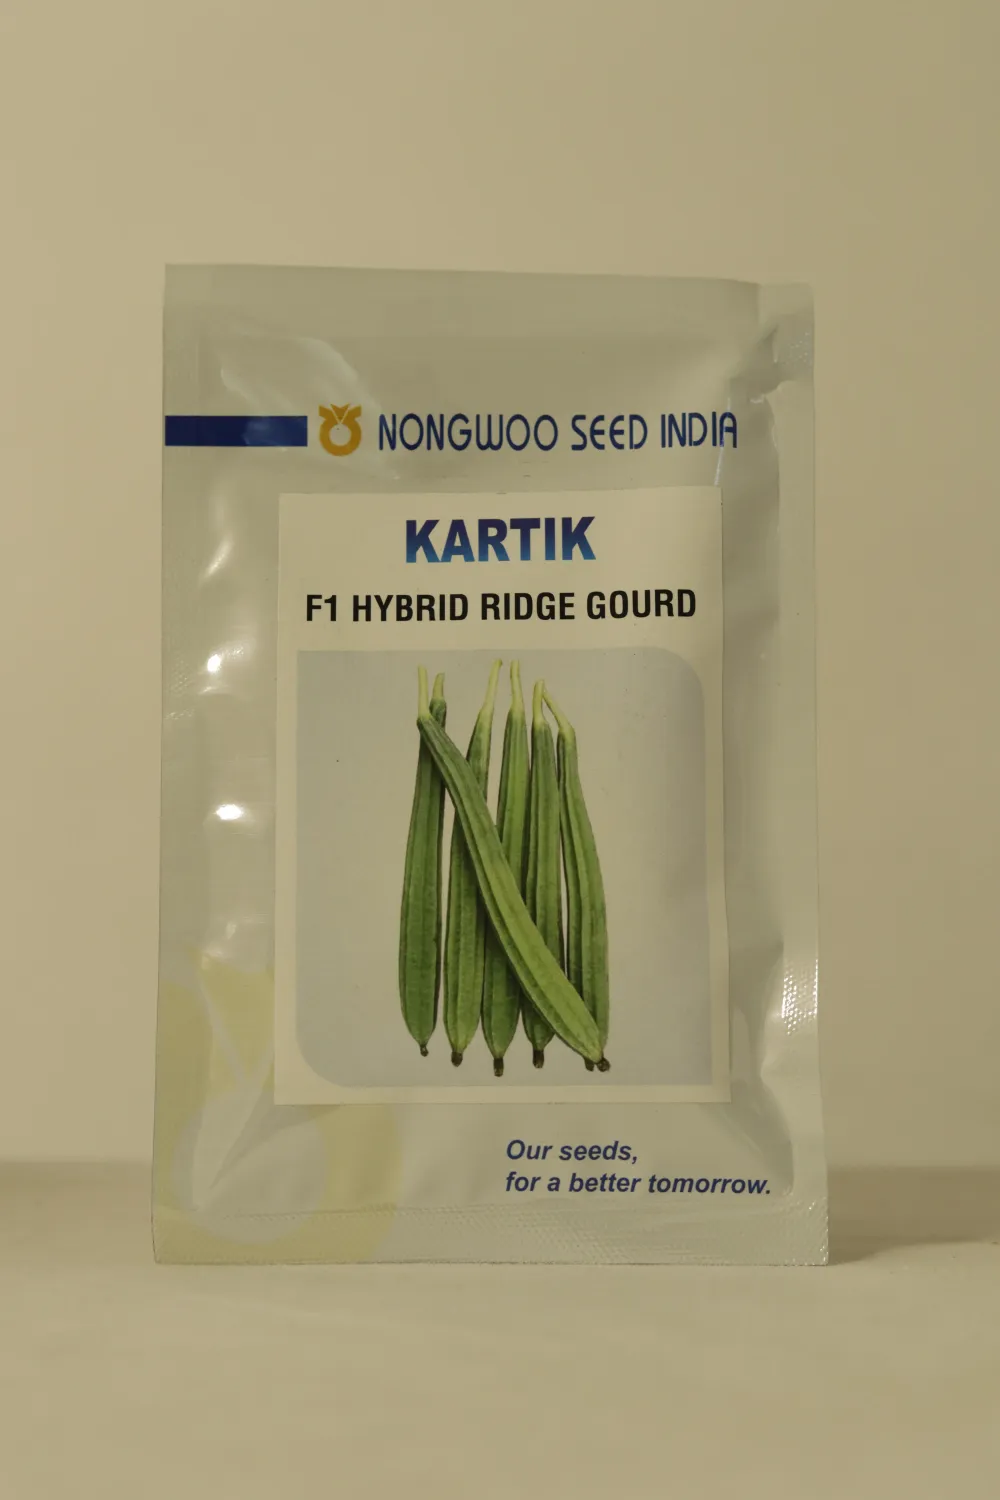 NONGWOO SEED INDIA
KARTIK
F1 HYBRID RIDGE GOURD
Our seeds,
for a better tomorrow.